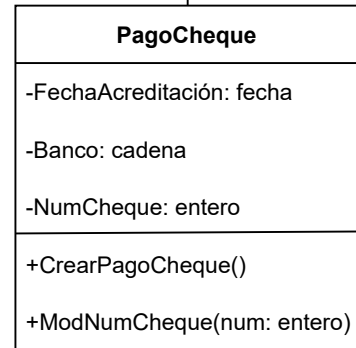 PagoCheque
-FechaAcreditación: fecha
-Banco: cadena
-NumCheque: entero
+CrearPagoCheque()
+ModNumCheque(num: entero)